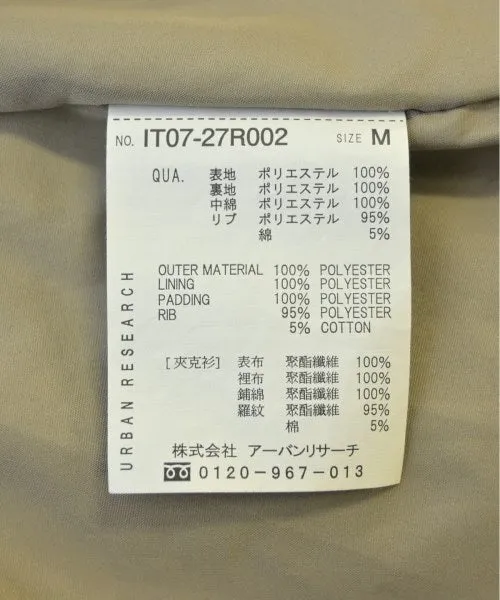 NO. IT07-27R002 SIZE M
QUA. 表地 ポリエステル 100%
裏地 ポリエステル 100%
中綿 ポリエステル 100%
リブ ポリエステル 95%
綿 5%
OUTER MATERIAL 100% POLYESTER
LINING 100% POLYESTER
PADDING 100% POLYESTER
RIB 95% POLYESTER
5% COTTON
[夾克衫] 表布 聚酯纖維 100%
裡布 聚酯纖維 100%
鋪綿 聚酯纖維 100%
羅紋 聚酯纖維 95%
棉 5%
URBAN RESEARCH
株式会社 アーバンリサーチ
0120-967-013